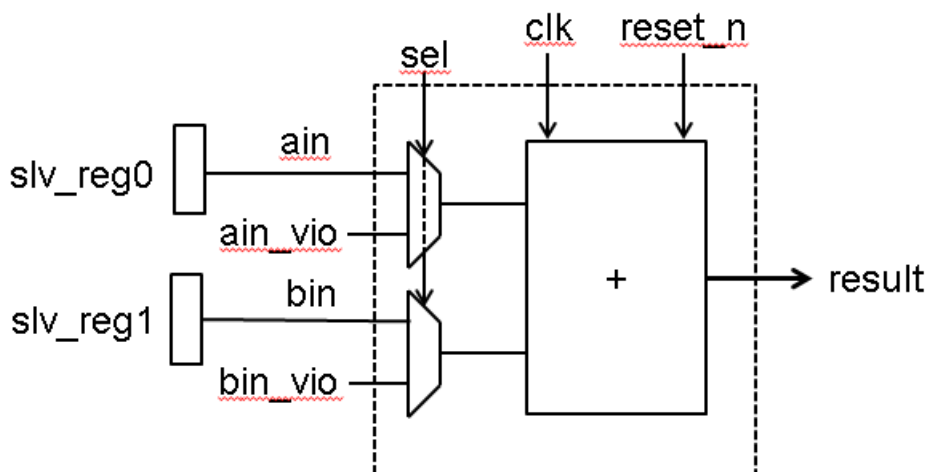 clk reset_n
sel
ain
slv_reg0
ain_vio
bin
slv_reg1
bin_vio
+
result